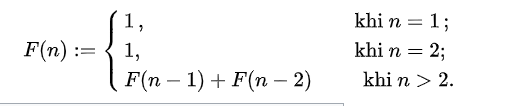 1, khi n = 1;
F(n) := { 1, khi n = 2;
F(n − 1) + F(n − 2) khi n > 2.